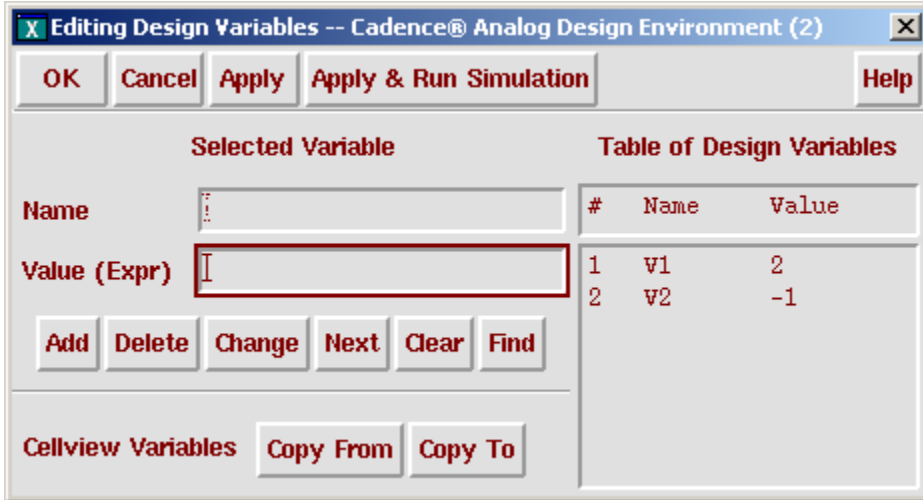 X Editing Design Variables -- Cadence® Analog Design Environment (2)
OK Cancel Apply Apply & Run Simulation Help
Selected Variable
Name
Value (Expr)
Add Delete Change Next Clear Find
Cellview Variables Copy From Copy To
Table of Design Variables
# Name Value
1 V1 2
2 V2 -1